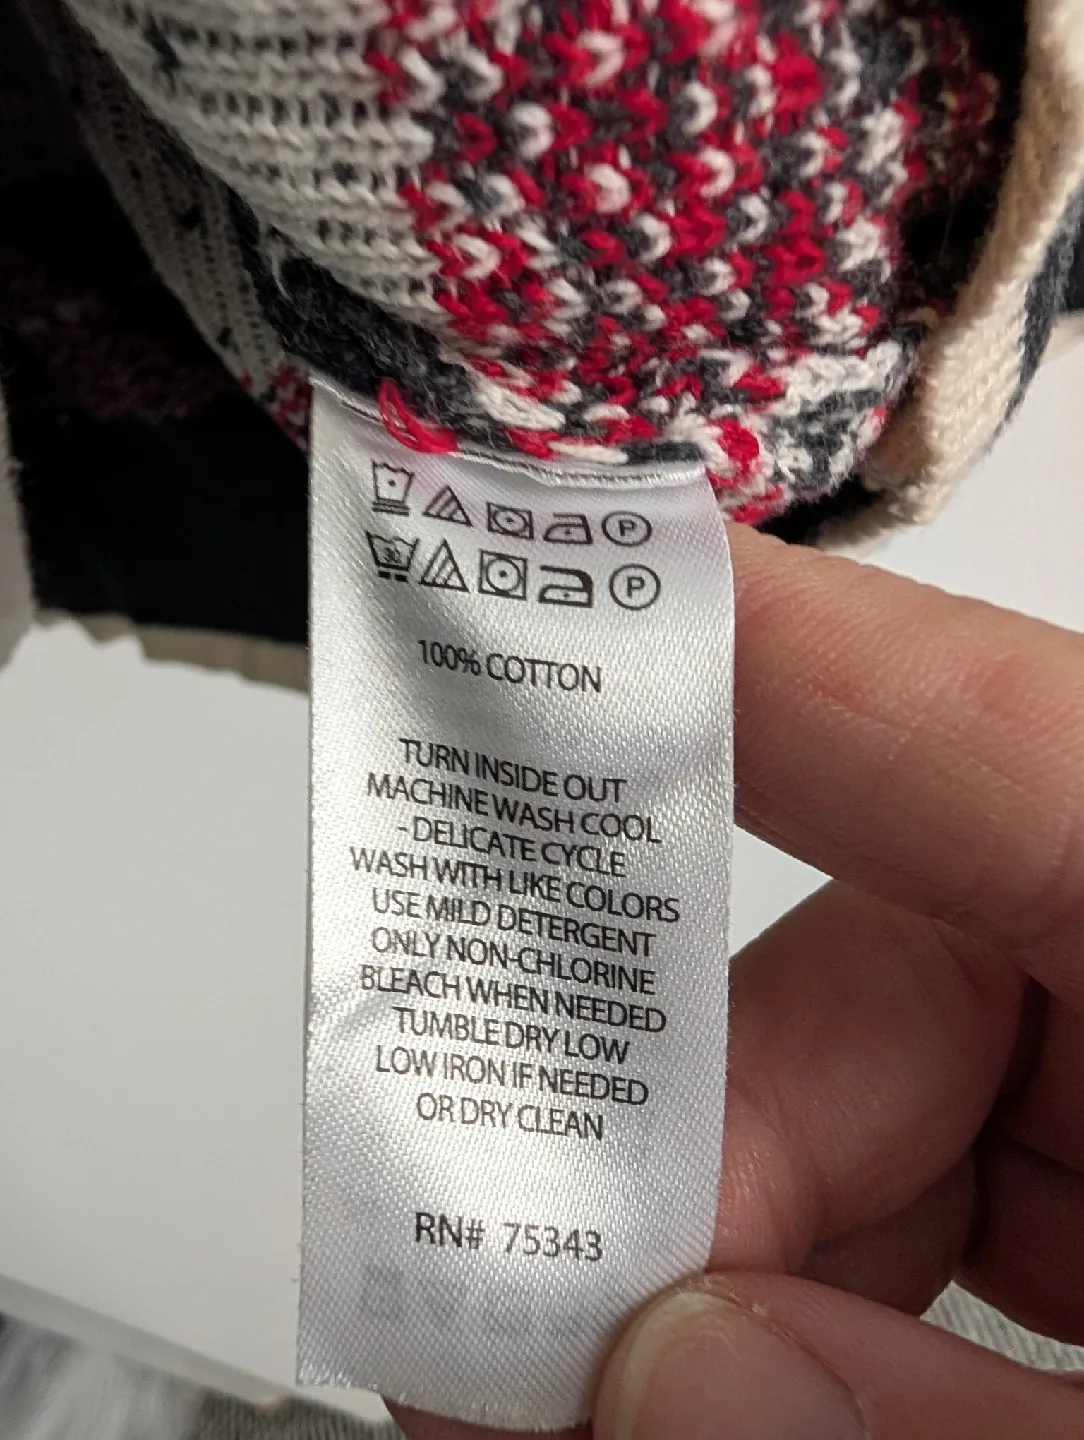 P
30 P
100% COTTON
TURN INSIDE OUT
MACHINE WASH COOL
-DELICATE CYCLE
WASH WITH LIKE COLORS
USE MILD DETERGENT
ONLY NON-CHLORINE
BLEACH WHEN NEEDED
TUMBLE DRY LOW
LOW IRON IF NEEDED
OR DRY CLEAN
RN# 75343